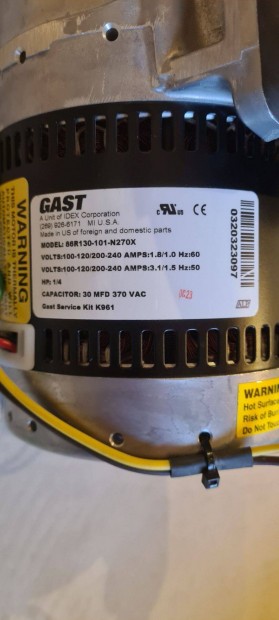 GAST
A Unit of IDEX Corporation
(269) 926-6171 MI U.S.A.
Made in US of foreign and domestic parts
MODEL: 86R130-101-N270X
VOLTS:100-120/200-240 AMPS:1.8/1.0 Hz:60
VOLTS:100-120/200-240 AMPS:3.1/1.5 Hz:50
HP: 1/4
CAPACITOR: 30 MFD 370 VAC
Gast Service Kit K961
0320323097
WARNING
WARNIN
Hot Surface
Risk of Bur
Do Not Tou